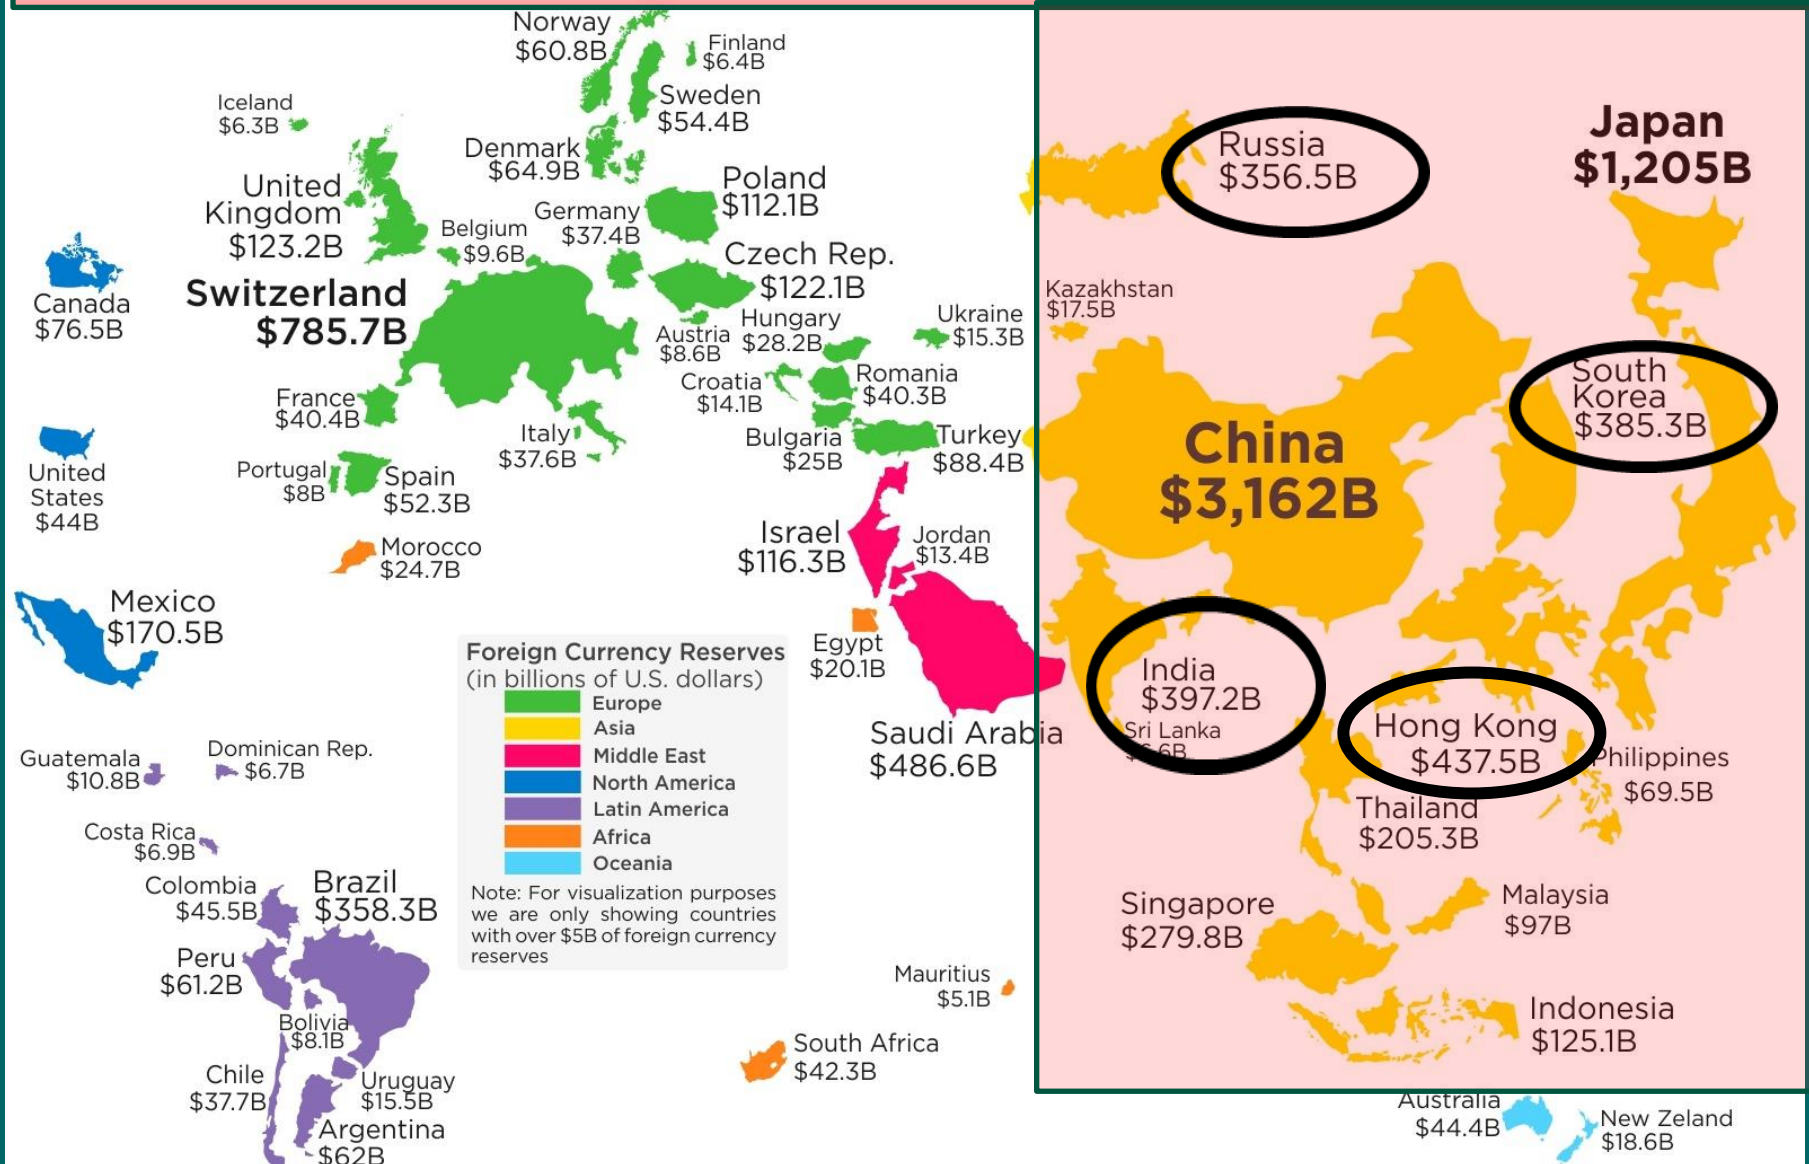 Norway
$60.8B
Finland
$6.4B
Sweden
$54.4B
Iceland
$6.3B
Denmark
$64.9B
United
Kingdom
$123.2B
Belgium
$9.6B
Germany
$37.4B
Poland
$112.1B
Czech Rep.
$122.1B
Canada
$76.5B
Switzerland
$785.7B
Austria
$8.6B
Hungary
$28.2B
Ukraine
$15.3B
France
$40.4B
Croatia
$14.1B
Romania
$40.3B
Italy
$37.6B
Bulgaria
$25B
Turkey
$88.4B
United
States
$44B
Portugal
$8B
Spain
$52.3B
Morocco
$24.7B
Israel
$116.3B
Jordan
$13.4B
Mexico
$170.5B
Egypt
$20.1B
Saudi Arabia
$486.6B
Foreign Currency Reserves
(in billions of U.S. dollars)
Europe
Asia
Middle East
North America
Latin America
Africa
Oceania
Note: For visualization purposes
we are only showing countries
with over $5B of foreign currency
reserves
Guatemala
$10.8B
Dominican Rep.
$6.7B
Costa Rica
$6.9B
Colombia
$45.5B
Brazil
$358.3B
Peru
$61.2B
Bolivia
$8.1B
Chile
$37.7B
Uruguay
$15.5B
Argentina
$62B
Mauritius
$5.1B
South Africa
$42.3B
Russia
$356.5B
Japan
$1,205B
Kazakhstan
$17.5B
South
Korea
$385.3B
China
$3,162B
India
$397.2B
Sri Lanka
Hong Kong
$437.5B
Philippines
$69.5B
Thailand
$205.3B
Singapore
$279.8B
Malaysia
$97B
Indonesia
$125.1B
Australia
$44.4B
New Zeland
$18.6B